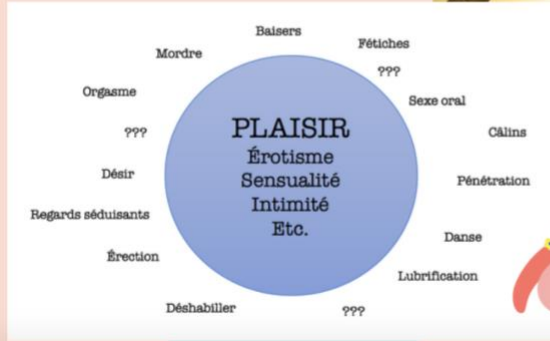 Baisers
Fétiches
Mordre
???
Orgasme
Sexe oral
???
PLAISIR
Câlins
Érotisme
Désir
Sensualité
Pénétration
Regards séduisants
Intimité
Etc.
Danse
Érection
Lubrification
Déshabiller
???